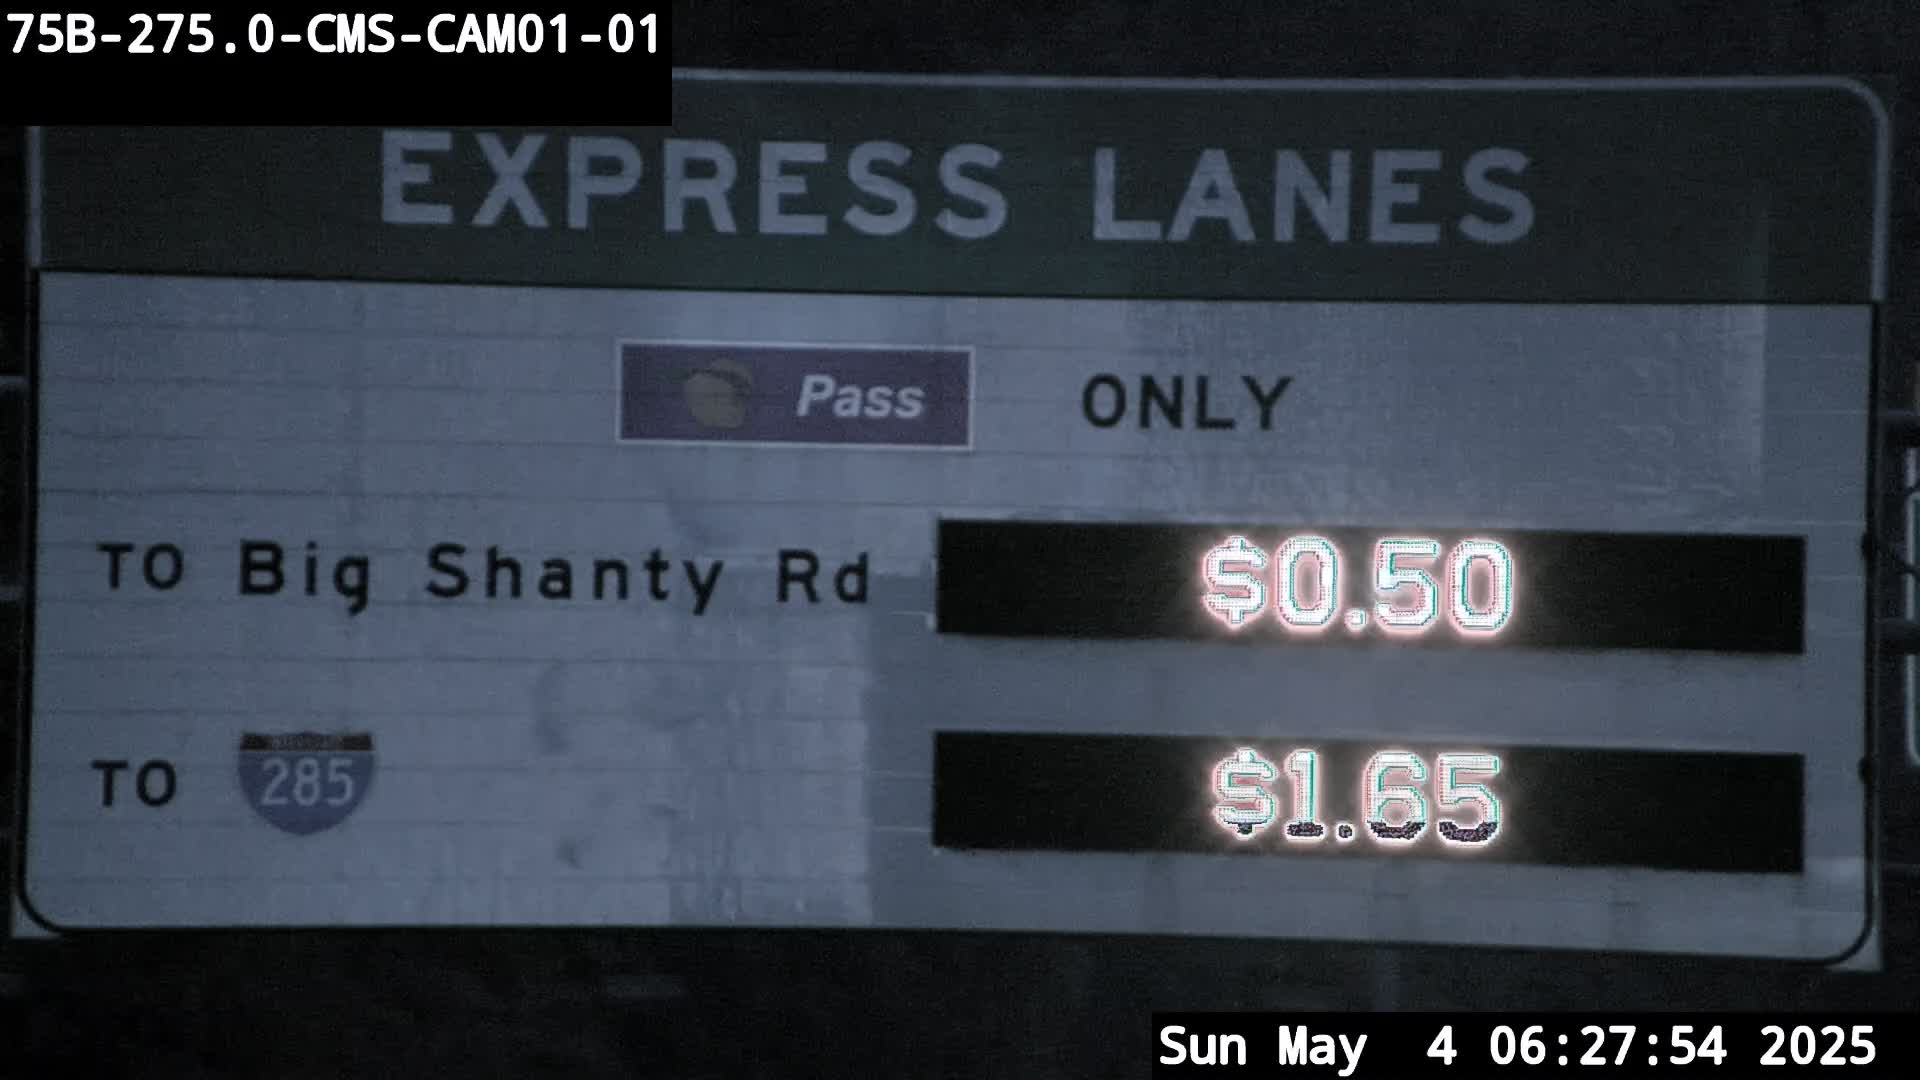 75B-275.0-CMS-CAM01-01
EXPRESS LANES
Pass ONLY
TO Big Shanty Rd $0.50
TO 285 $1.65
Sun May 4 06:27:54 2025